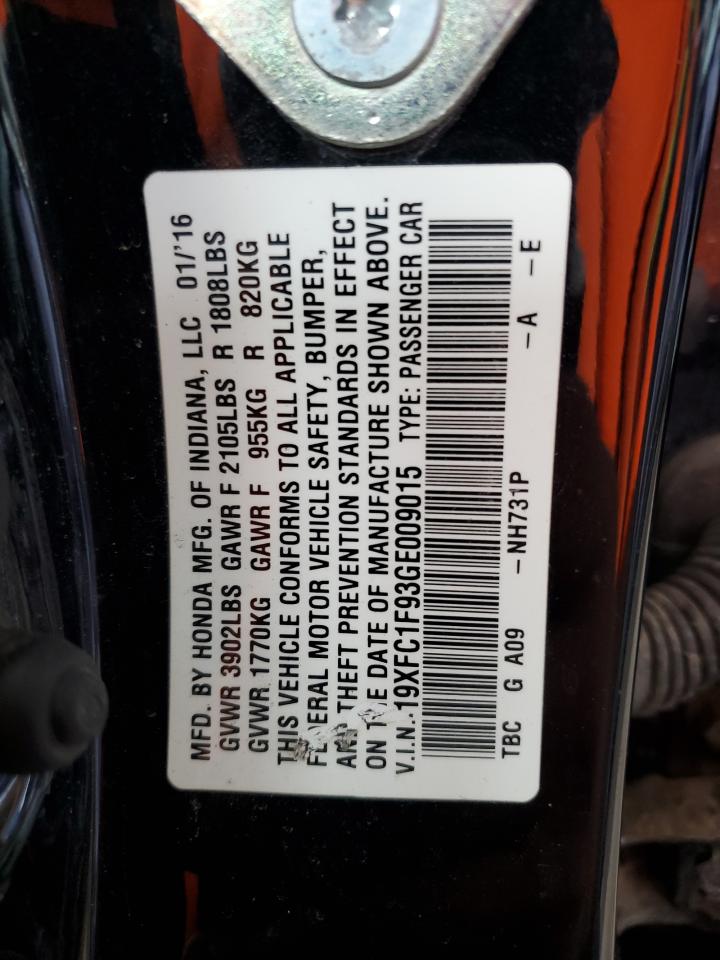 MFD. BY HONDA MFG. OF INDIANA, LLC 01/'16
GVWR 3902LBS GAWR F 2105LBS R 1808LBS
GVWR 1770KG GAWR F 955KG R 820KG
THIS VEHICLE CONFORMS TO ALL APPLICABLE
MOTOR VEHICLE SAFETY, BUMPER,
THEFT PREVENTION STANDARDS IN EFFECT
ON DATE OF MANUFACTURE SHOWN ABOVE.
V.I.N.:19XFC1F93GE009015 TYPE: PASSENGER CAR
TBC G A09 -NH731P -A -E